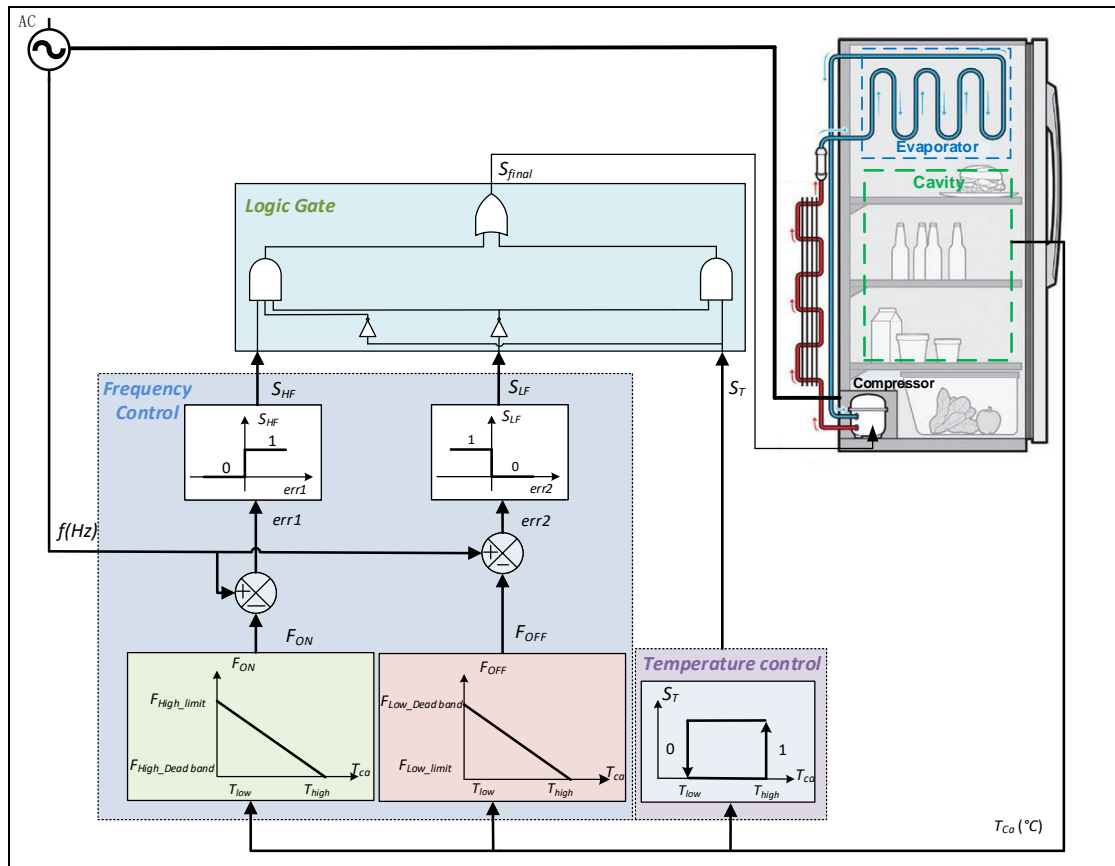 AC
Evaporator
Cavity
S_final
Logic Gate
Compressor
Frequency
Control
S_HF
S_LF
S_T
S_HF
1
0
err1
S_LF
1
0
err2
f(Hz)
err1
err2
F_ON
F_OFF
Temperature control
F_ON
F_High_limit
F_High_Dead band
T_low
T_high
T_ca
F_OFF
F_Low_Dead band
F_Low_limit
T_low
T_high
T_ca
S_T
0
1
T_low
T_high
T_ca
T_Ca (°C)